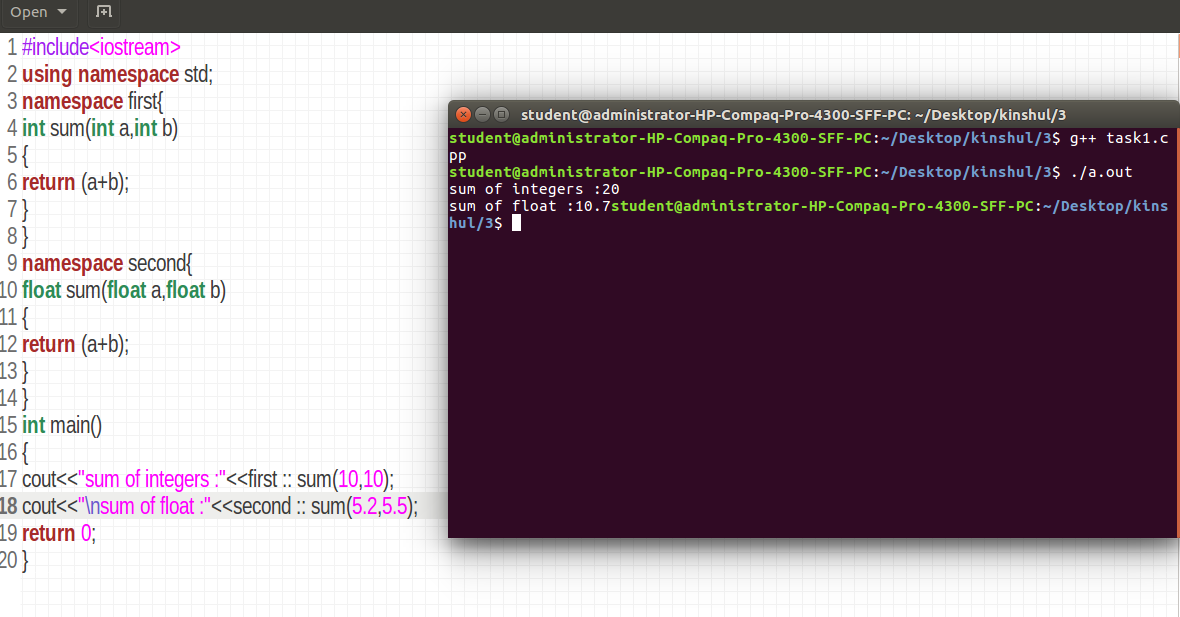 Open
1 #include<iostream>
2 using namespace std;
3 namespace first{
4 int sum(int a,int b)
5 {
6 return (a+b);
7 }
8 }
9 namespace second{
10 float sum(float a,float b)
11 {
12 return (a+b);
13 }
14 }
15 int main()
16 {
17 cout<<"sum of integers :"<<first :: sum(10,10);
18 cout<<"\nsum of float :"<<second :: sum(5.2,5.5);
19 return 0;
20 }
student@administrator-HP-Compaq-Pro-4300-SFF-PC: ~/Desktop/kinshul/3
student@administrator-HP-Compaq-Pro-4300-SFF-PC:~/Desktop/kinshul/3$ g++ task1.c
pp
student@administrator-HP-Compaq-Pro-4300-SFF-PC:~/Desktop/kinshul/3$ ./a.out
sum of integers :20
sum of float :10.7student@administrator-HP-Compaq-Pro-4300-SFF-PC:~/Desktop/kins
hul/3$